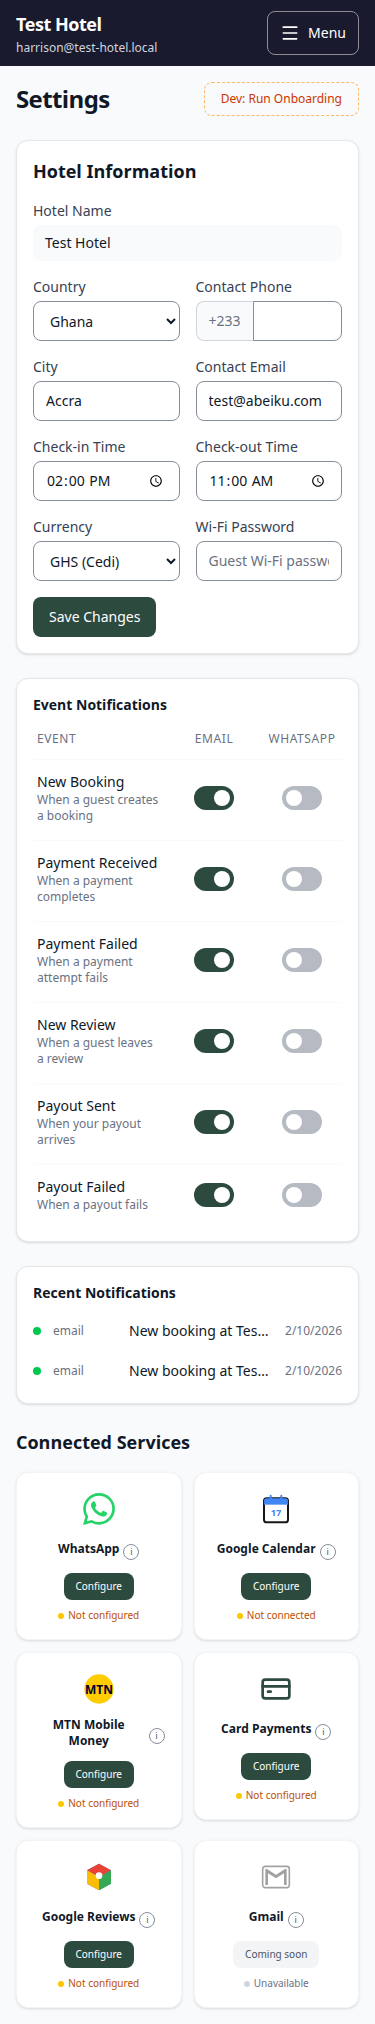 Test Hotel
harrison@test-hotel.local
Menu
Settings
Dev: Run Onboarding
Hotel Information
Hotel Name
Test Hotel
Country
Contact Phone
Ghana
+233
City
Contact Email
Accra
test@abeiku.com
Check-in Time
Check-out Time
02:00 PM
11:00 AM
Currency
Wi-Fi Password
GHS (Cedi)
Guest Wi-Fi passw
Save Changes
Event Notifications
EVENT EMAIL WHATSAPP
New Booking
When a guest creates
a booking
Payment Received
When a payment
completes
Payment Failed
When a payment
attempt fails
New Review
When a guest leaves
a review
Payout Sent
When your payout
arrives
Payout Failed
When a payout fails
Recent Notifications
email New booking at Tes... 2/10/2026
email New booking at Tes... 2/10/2026
Connected Services
WhatsApp i
Configure
Not configured
17
Google Calendar i
Configure
Not connected
MTN
MTN Mobile
Money i
Configure
Not configured
Card Payments i
Configure
Not configured
Google Reviews i
Configure
Not configured
Gmail i
Coming soon
Unavailable